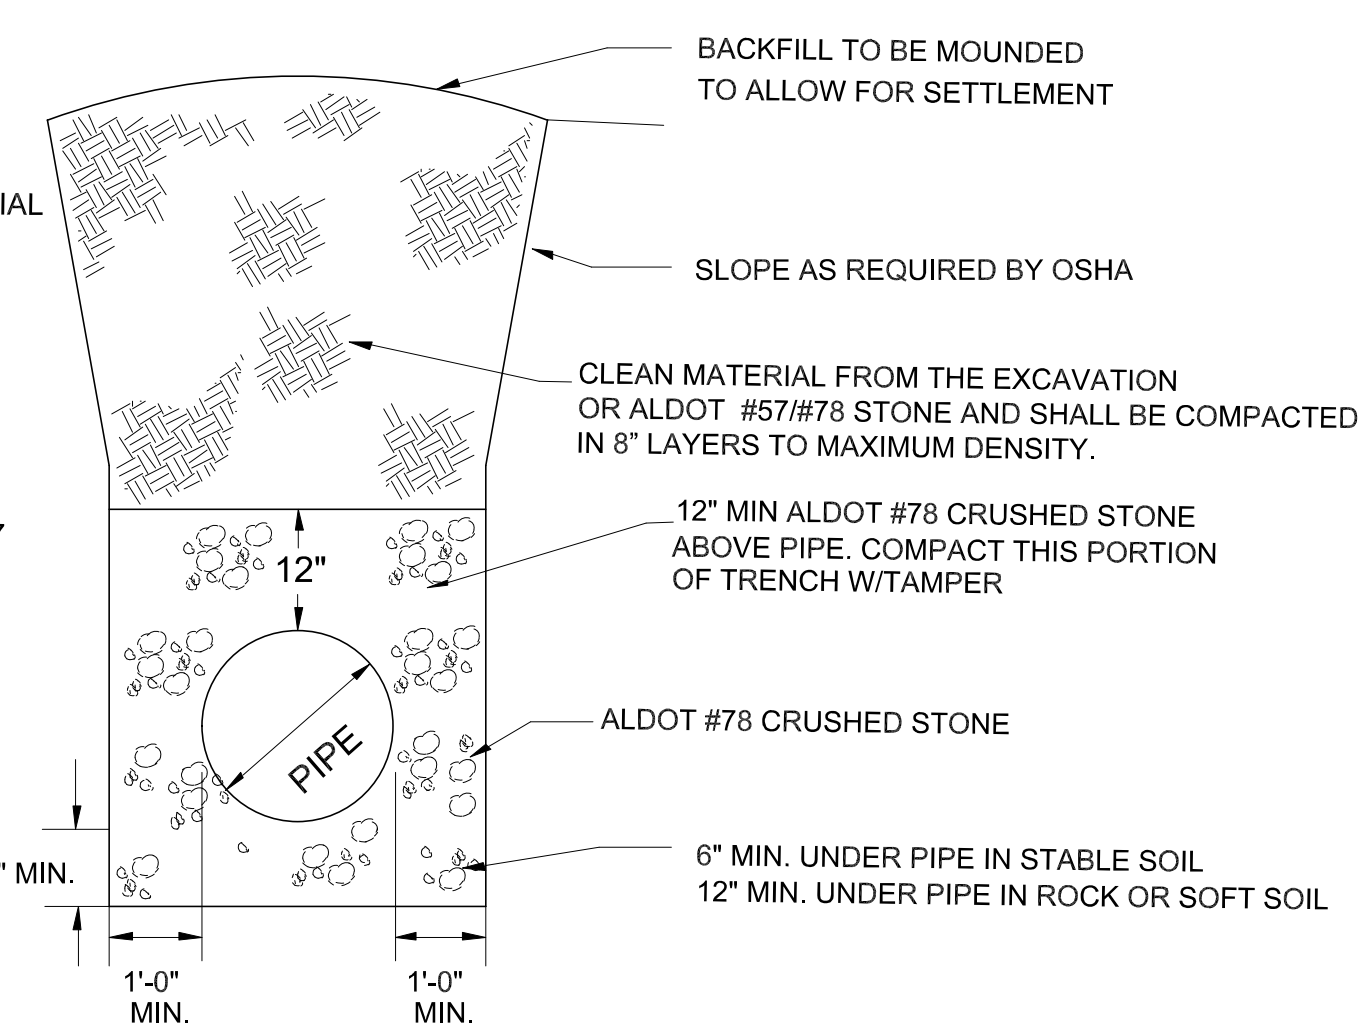 BACKFILL TO BE MOUNDED
TO ALLOW FOR SETTLEMENT
IAL
SLOPE AS REQUIRED BY OSHA
CLEAN MATERIAL FROM THE EXCAVATION
OR ALDOT #57/#78 STONE AND SHALL BE COMPACTED
IN 8” LAYERS TO MAXIMUM DENSITY.
12" MIN ALDOT #78 CRUSHED STONE
ABOVE PIPE. COMPACT THIS PORTION
OF TRENCH W/TAMPER
12"
ALDOT #78 CRUSHED STONE
PIPE
6" MIN. UNDER PIPE IN STABLE SOIL
12" MIN. UNDER PIPE IN ROCK OR SOFT SOIL
" MIN.
1'-0"
MIN.
1'-0"
MIN.